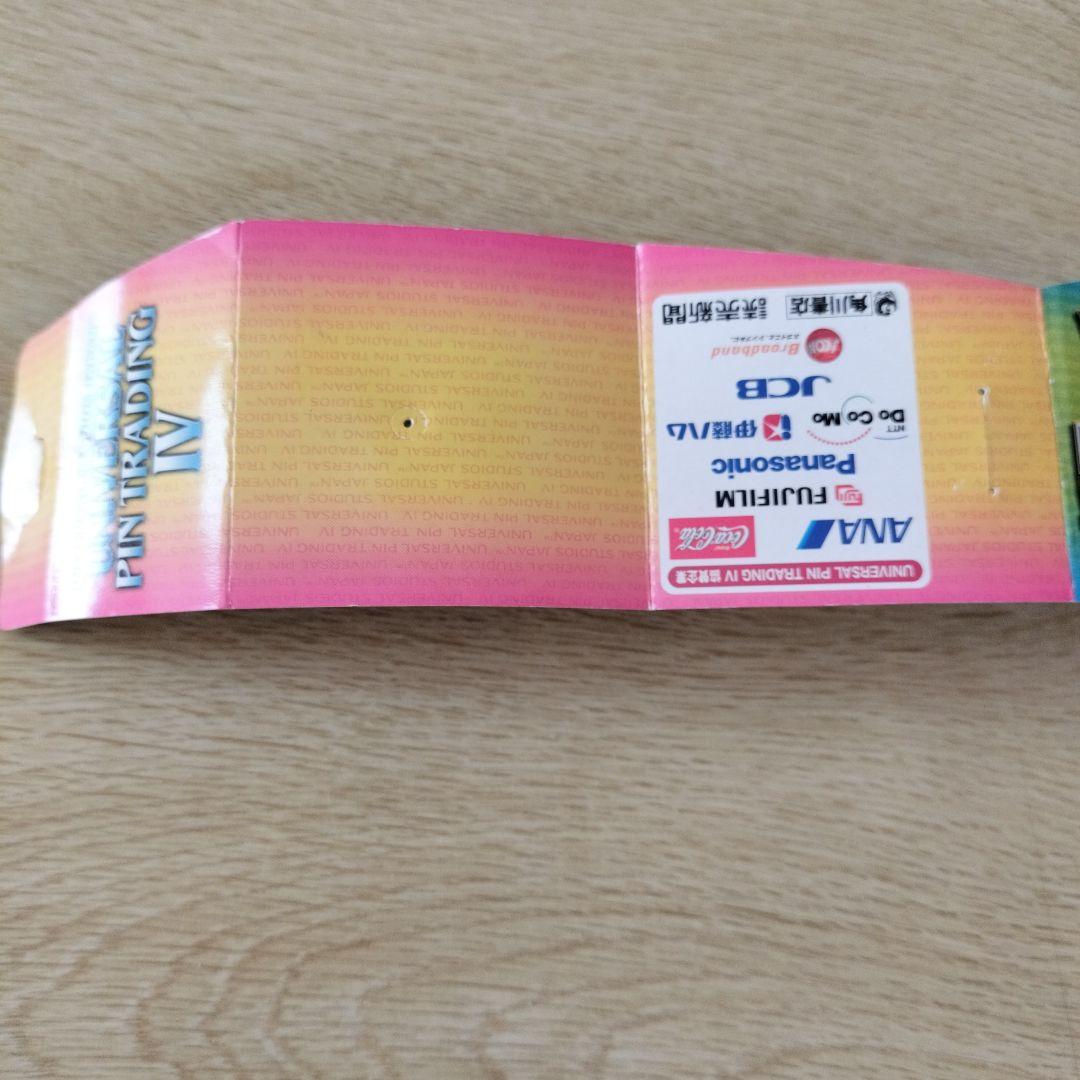 UNIVERSAL
PIN TRADING
IV
UNIVERSAL PIN TRADING IV UNIVERSAL STUDIOS JAPAN™
UNIVERSAL PIN TRADING IV 協賛企業
ANA
Coca-Cola
FUJIFILM
Panasonic
NTT
DoCoMo
伊藤ハム
JCB
Broadband
角川書店
読売新聞